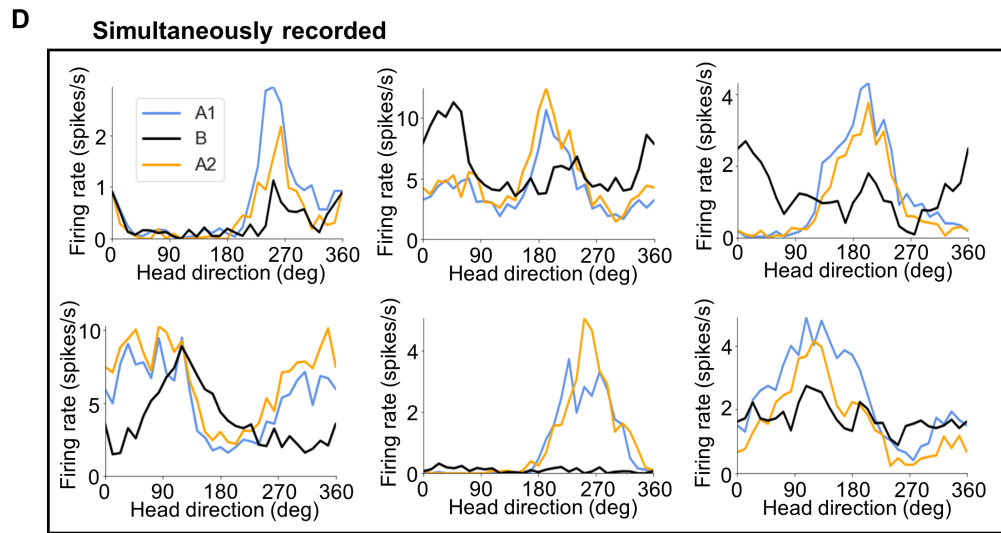 D
Simultaneously recorded
Firing rate (spikes/s)
2
1
0
A1
B
A2
0 90 180 270 360
Head direction (deg)
Firing rate (spikes/s)
10
5
0
0 90 180 270 360
Head direction (deg)
Firing rate (spikes/s)
4
2
0
0 90 180 270 360
Head direction (deg)
Firing rate (spikes/s)
10
5
0
0 90 180 270 360
Head direction (deg)
Firing rate (spikes/s)
4
2
0
0 90 180 270 360
Head direction (deg)
Firing rate (spikes/s)
4
2
0
0 90 180 270 360
Head direction (deg)